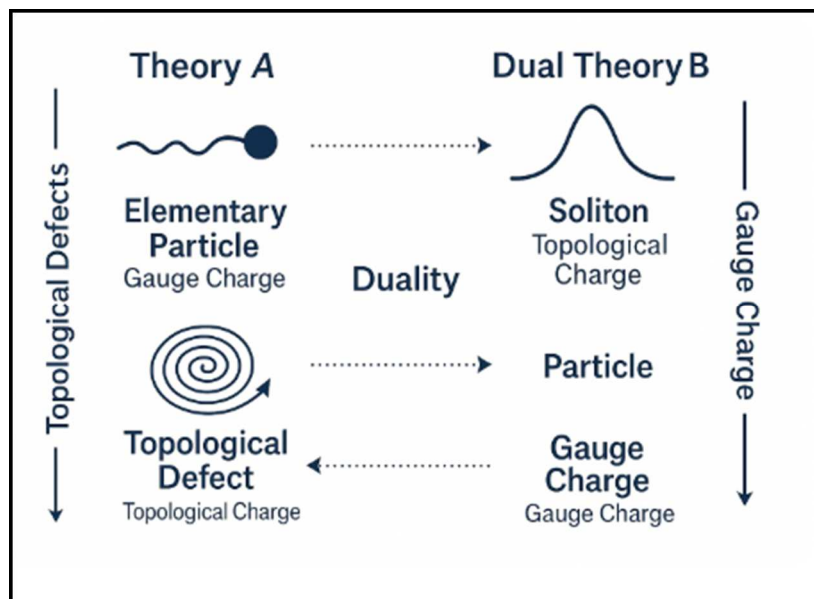 Theory A
Dual Theory B
Topological Defects
Elementary
Particle
Gauge Charge
Soliton
Topological
Charge
Gauge Charge
Duality
Particle
Topological
Defect
Topological Charge
Gauge
Charge
Gauge Charge